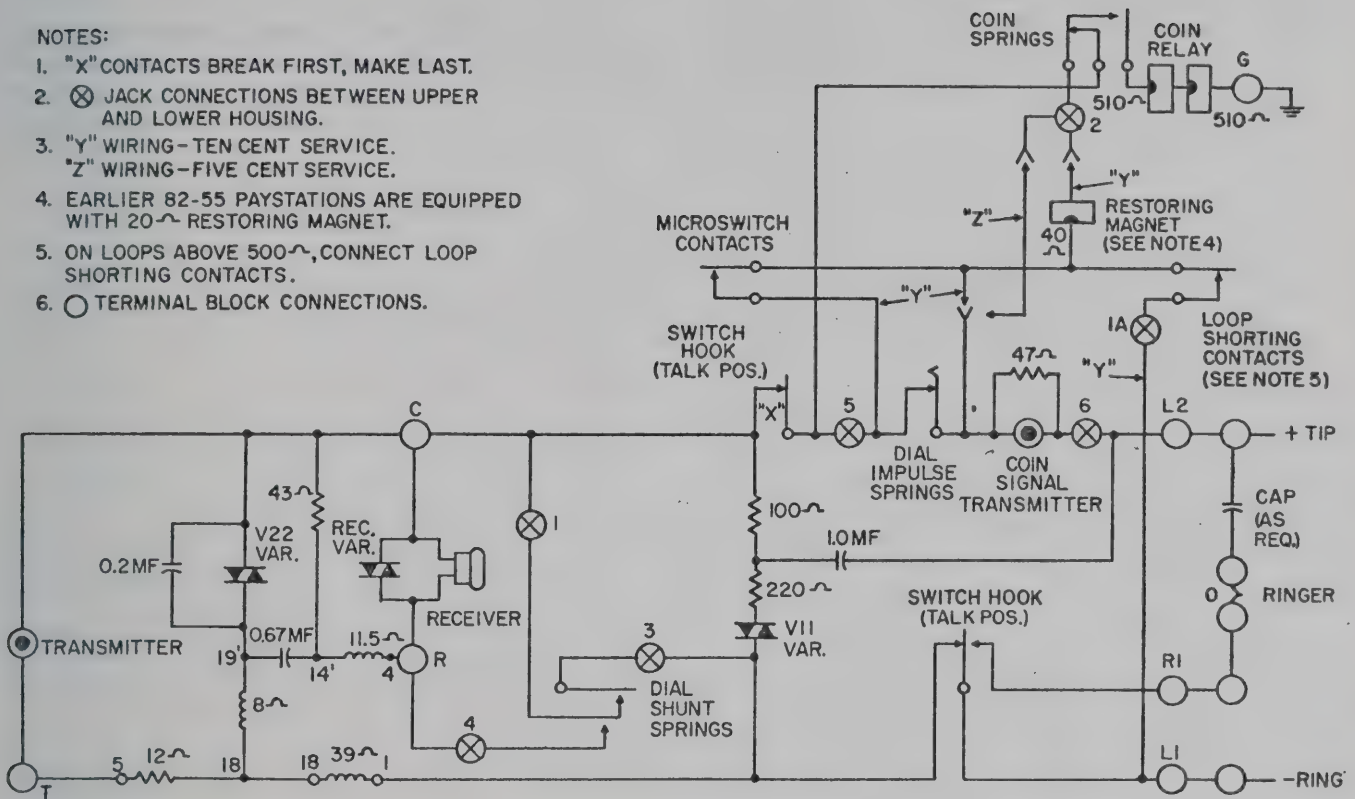 NOTES:
1. "X" CONTACTS BREAK FIRST, MAKE LAST.
2. ⊗ JACK CONNECTIONS BETWEEN UPPER
AND LOWER HOUSING.
3. "Y" WIRING-TEN CENT SERVICE.
"Z" WIRING-FIVE CENT SERVICE.
4. EARLIER 82-55 PAYSTATIONS ARE EQUIPPED
WITH 20-Ω RESTORING MAGNET.
5. ON LOOPS ABOVE 500-Ω, CONNECT LOOP
SHORTING CONTACTS.
6. ◯ TERMINAL BLOCK CONNECTIONS.
COIN
SPRINGS
COIN
RELAY
G
510Ω
510Ω
2
"Y"
"Z"
RESTORING
MAGNET
(SEE NOTE 4)
40
Ω
MICROSWITCH
CONTACTS
"Y"
1A
LOOP
SHORTING
CONTACTS
(SEE NOTE 5)
"Y"
SWITCH
HOOK
(TALK POS.)
"X"
5
47Ω
6
L2
+ TIP
DIAL
IMPULSE
SPRINGS
COIN
SIGNAL
TRANSMITTER
C
43Ω
V22
VAR.
REC.
VAR.
0.2MF
1
100Ω
1.0MF
CAP
(AS
REQ.)
220Ω
RECEIVER
SWITCH HOOK
(TALK POS.)
O
RINGER
TRANSMITTER
0.67MF
11.5Ω
19'
14'
4
R
3
V11
VAR.
R1
DIAL
SHUNT
SPRINGS
8Ω
4
5
12Ω
18
18
39Ω
1
L1
-RING
T